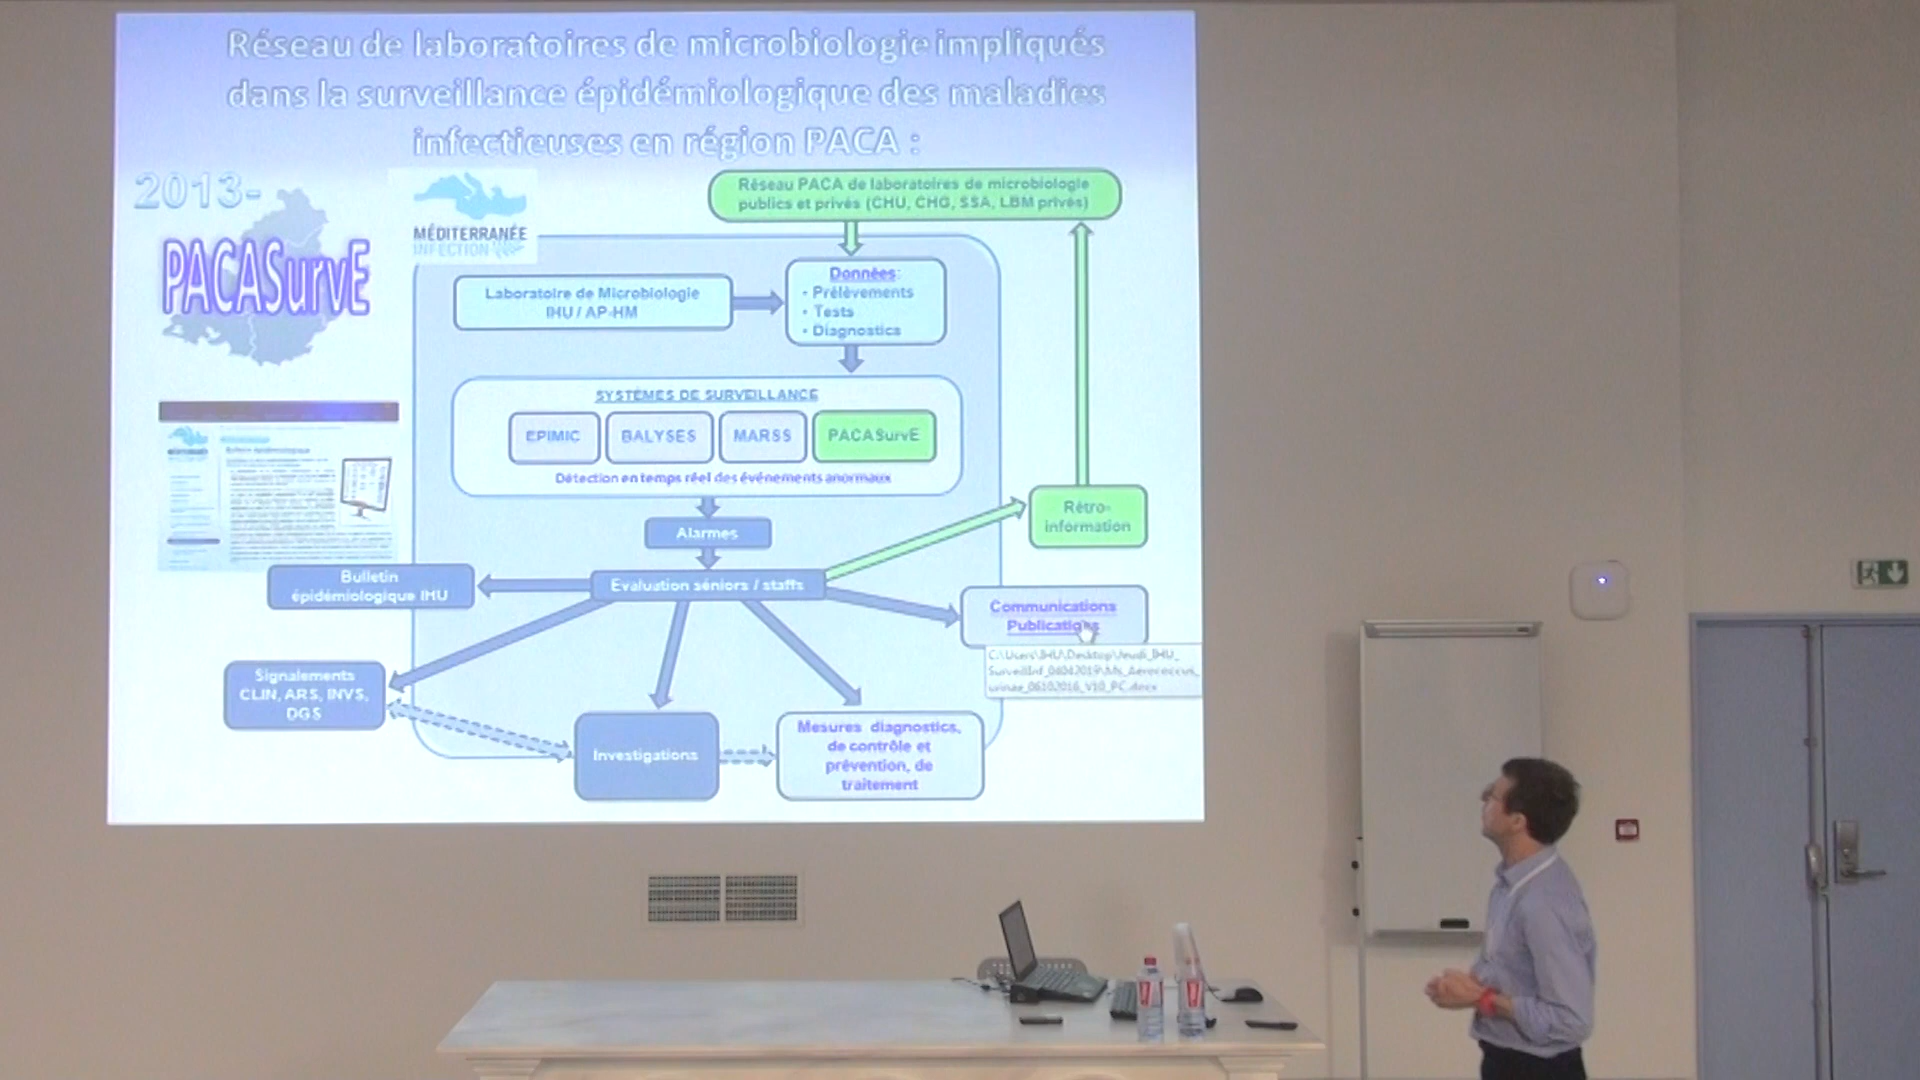 Réseau de laboratoires de microbiologie impliqués
dans la surveillance épidémiologique des maladies
infectieuses en région PACA :
2013-
PACASurvE
MÉDITERRANÉE
INFECTION
Réseau PACA de laboratoires de microbiologie
publics et privés (CHU, CHG, SSA, LBM privés)
Laboratoire de Microbiologie
IHU / AP-HM
Données:
- Prélèvements
- Tests
- Diagnostics
SYSTÈMES DE SURVEILLANCE
EPIMIC
BALYSES
MARSS
PACASurvE
Détection en temps réel des événements anormaux
Alarmes
Rétro-
information
Evaluation séniors / staffs
Bulletin
épidémiologique IHU
Communications
Publications
C:\Users\IHU\Desktop\Jeudi_IHU_
Signalements
CLIN, ARS, INVS,
DGS
Investigations
Mesures diagnostics,
de contrôle et
prévention, de
traitement